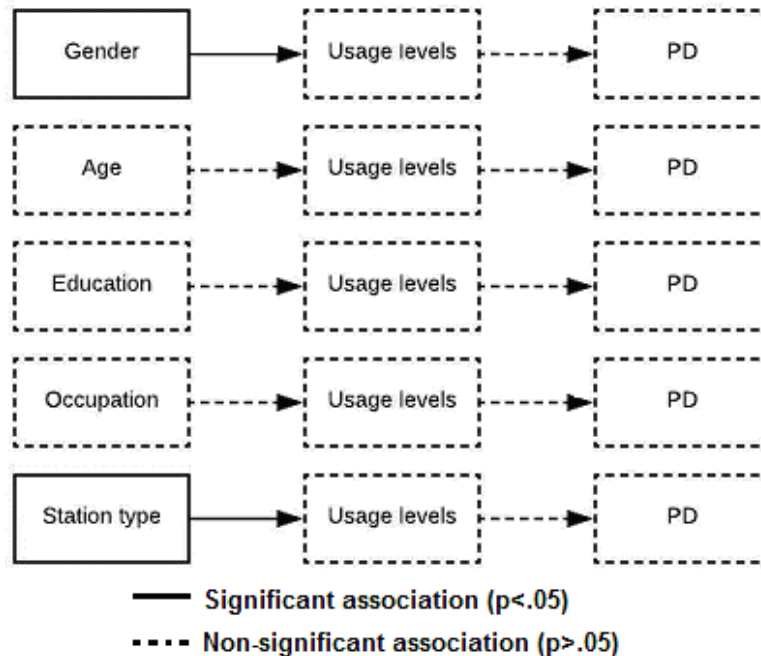 Gender Usage levels PD
Age Usage levels PD
Education Usage levels PD
Occupation Usage levels PD
Station type Usage levels PD
Significant association (p<.05)
Non-significant association (p>.05)